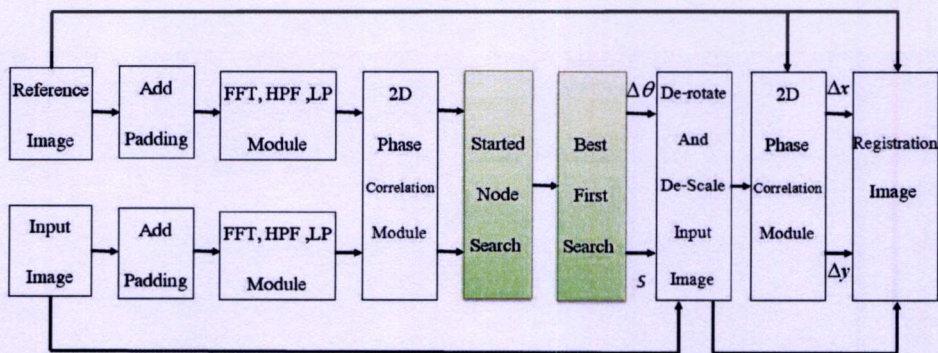 Reference
Image
Add
Padding
FFT, HPF ,LP
Module
Input
Image
Add
Padding
FFT, HPF ,LP
Module
2D
Phase
Correlation
Module
Started
Node
Search
Best
First
Search
Δθ
s
De-rotate
And
De-Scale
Input
Image
2D
Phase
Correlation
Module
Δx
Δy
Registration
Image